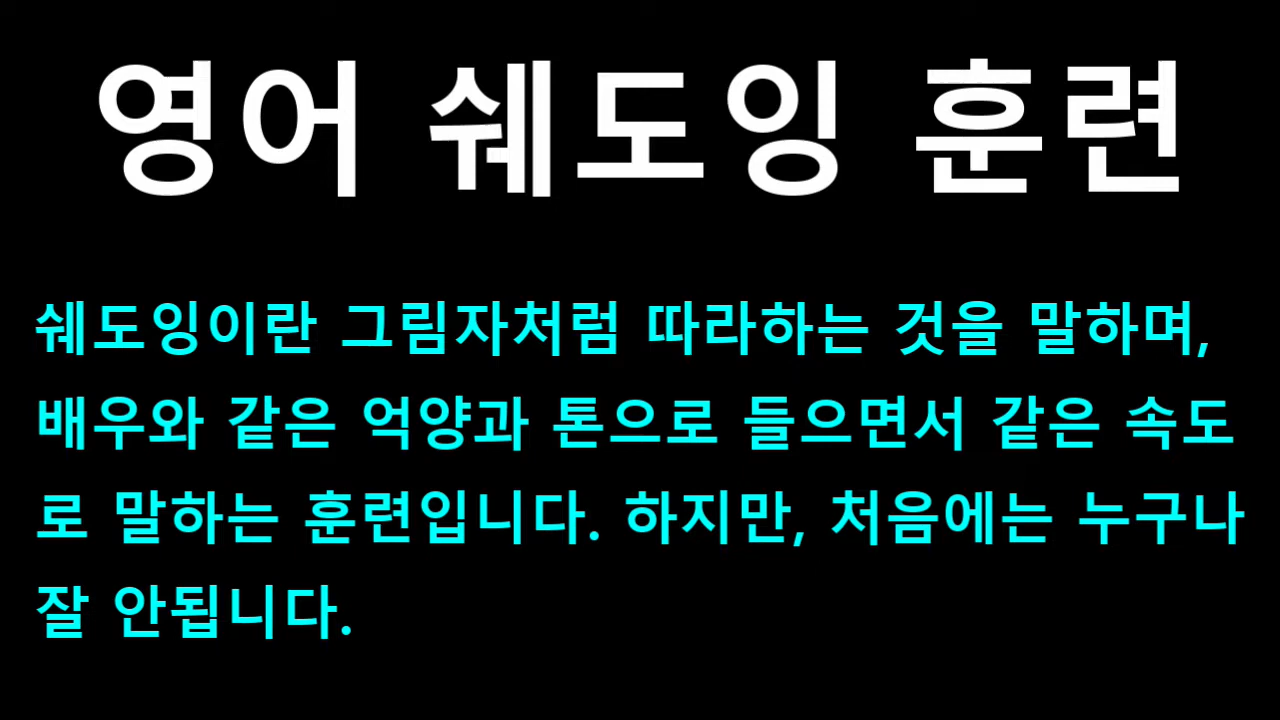 영어 쉐도잉 훈련
쉐도잉이란 그림자처럼 따라하는 것을 말하며,
배우와 같은 억양과 톤으로 들으면서 같은 속도
로 말하는 훈련입니다. 하지만, 처음에는 누구나
잘 안됩니다.